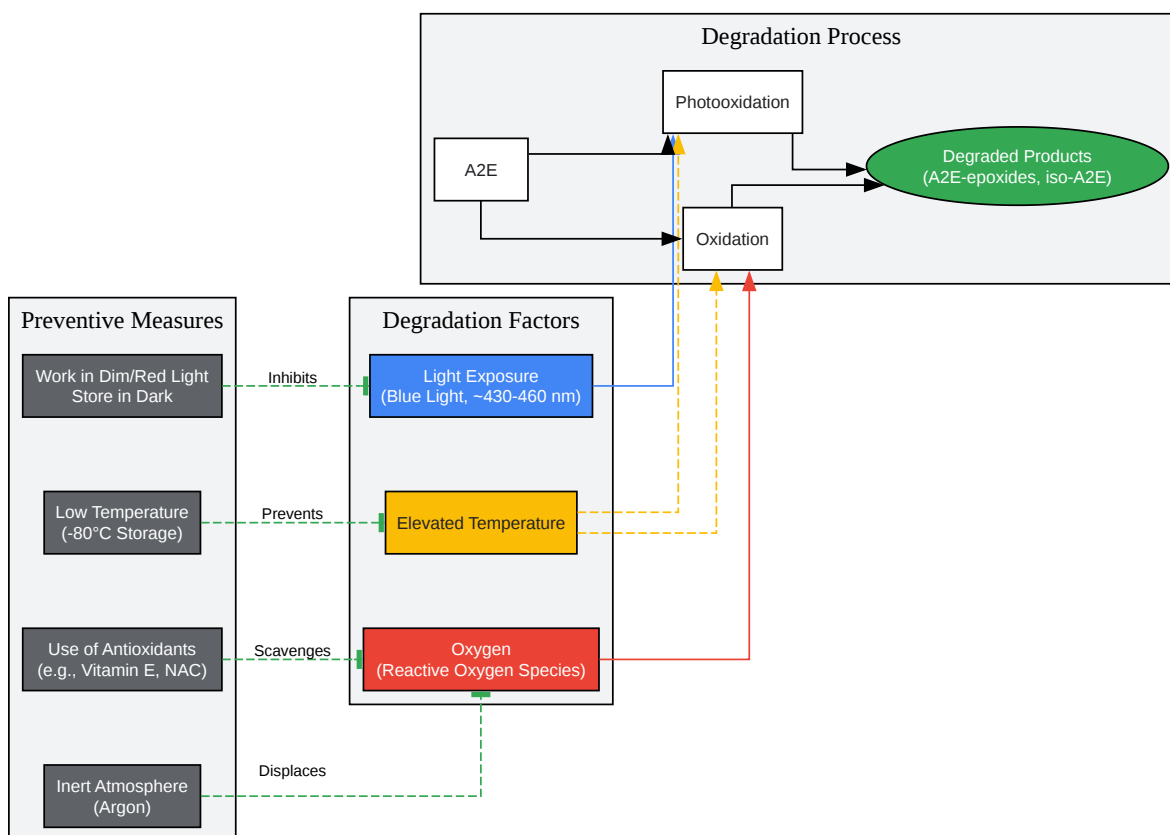 Degradation Process
Photooxidation
A2E
Degraded Products
(A2E-epoxides, iso-A2E)
Oxidation
Preventive Measures
Degradation Factors
Work in Dim/Red Light
Store in Dark
Inhibits
Light Exposure
(Blue Light, ~430-460 nm)
Low Temperature
(-80°C Storage)
Prevents
Elevated Temperature
Use of Antioxidants
(e.g., Vitamin E, NAC)
Scavenges
Oxygen
(Reactive Oxygen Species)
Inert Atmosphere
(Argon)
Displaces